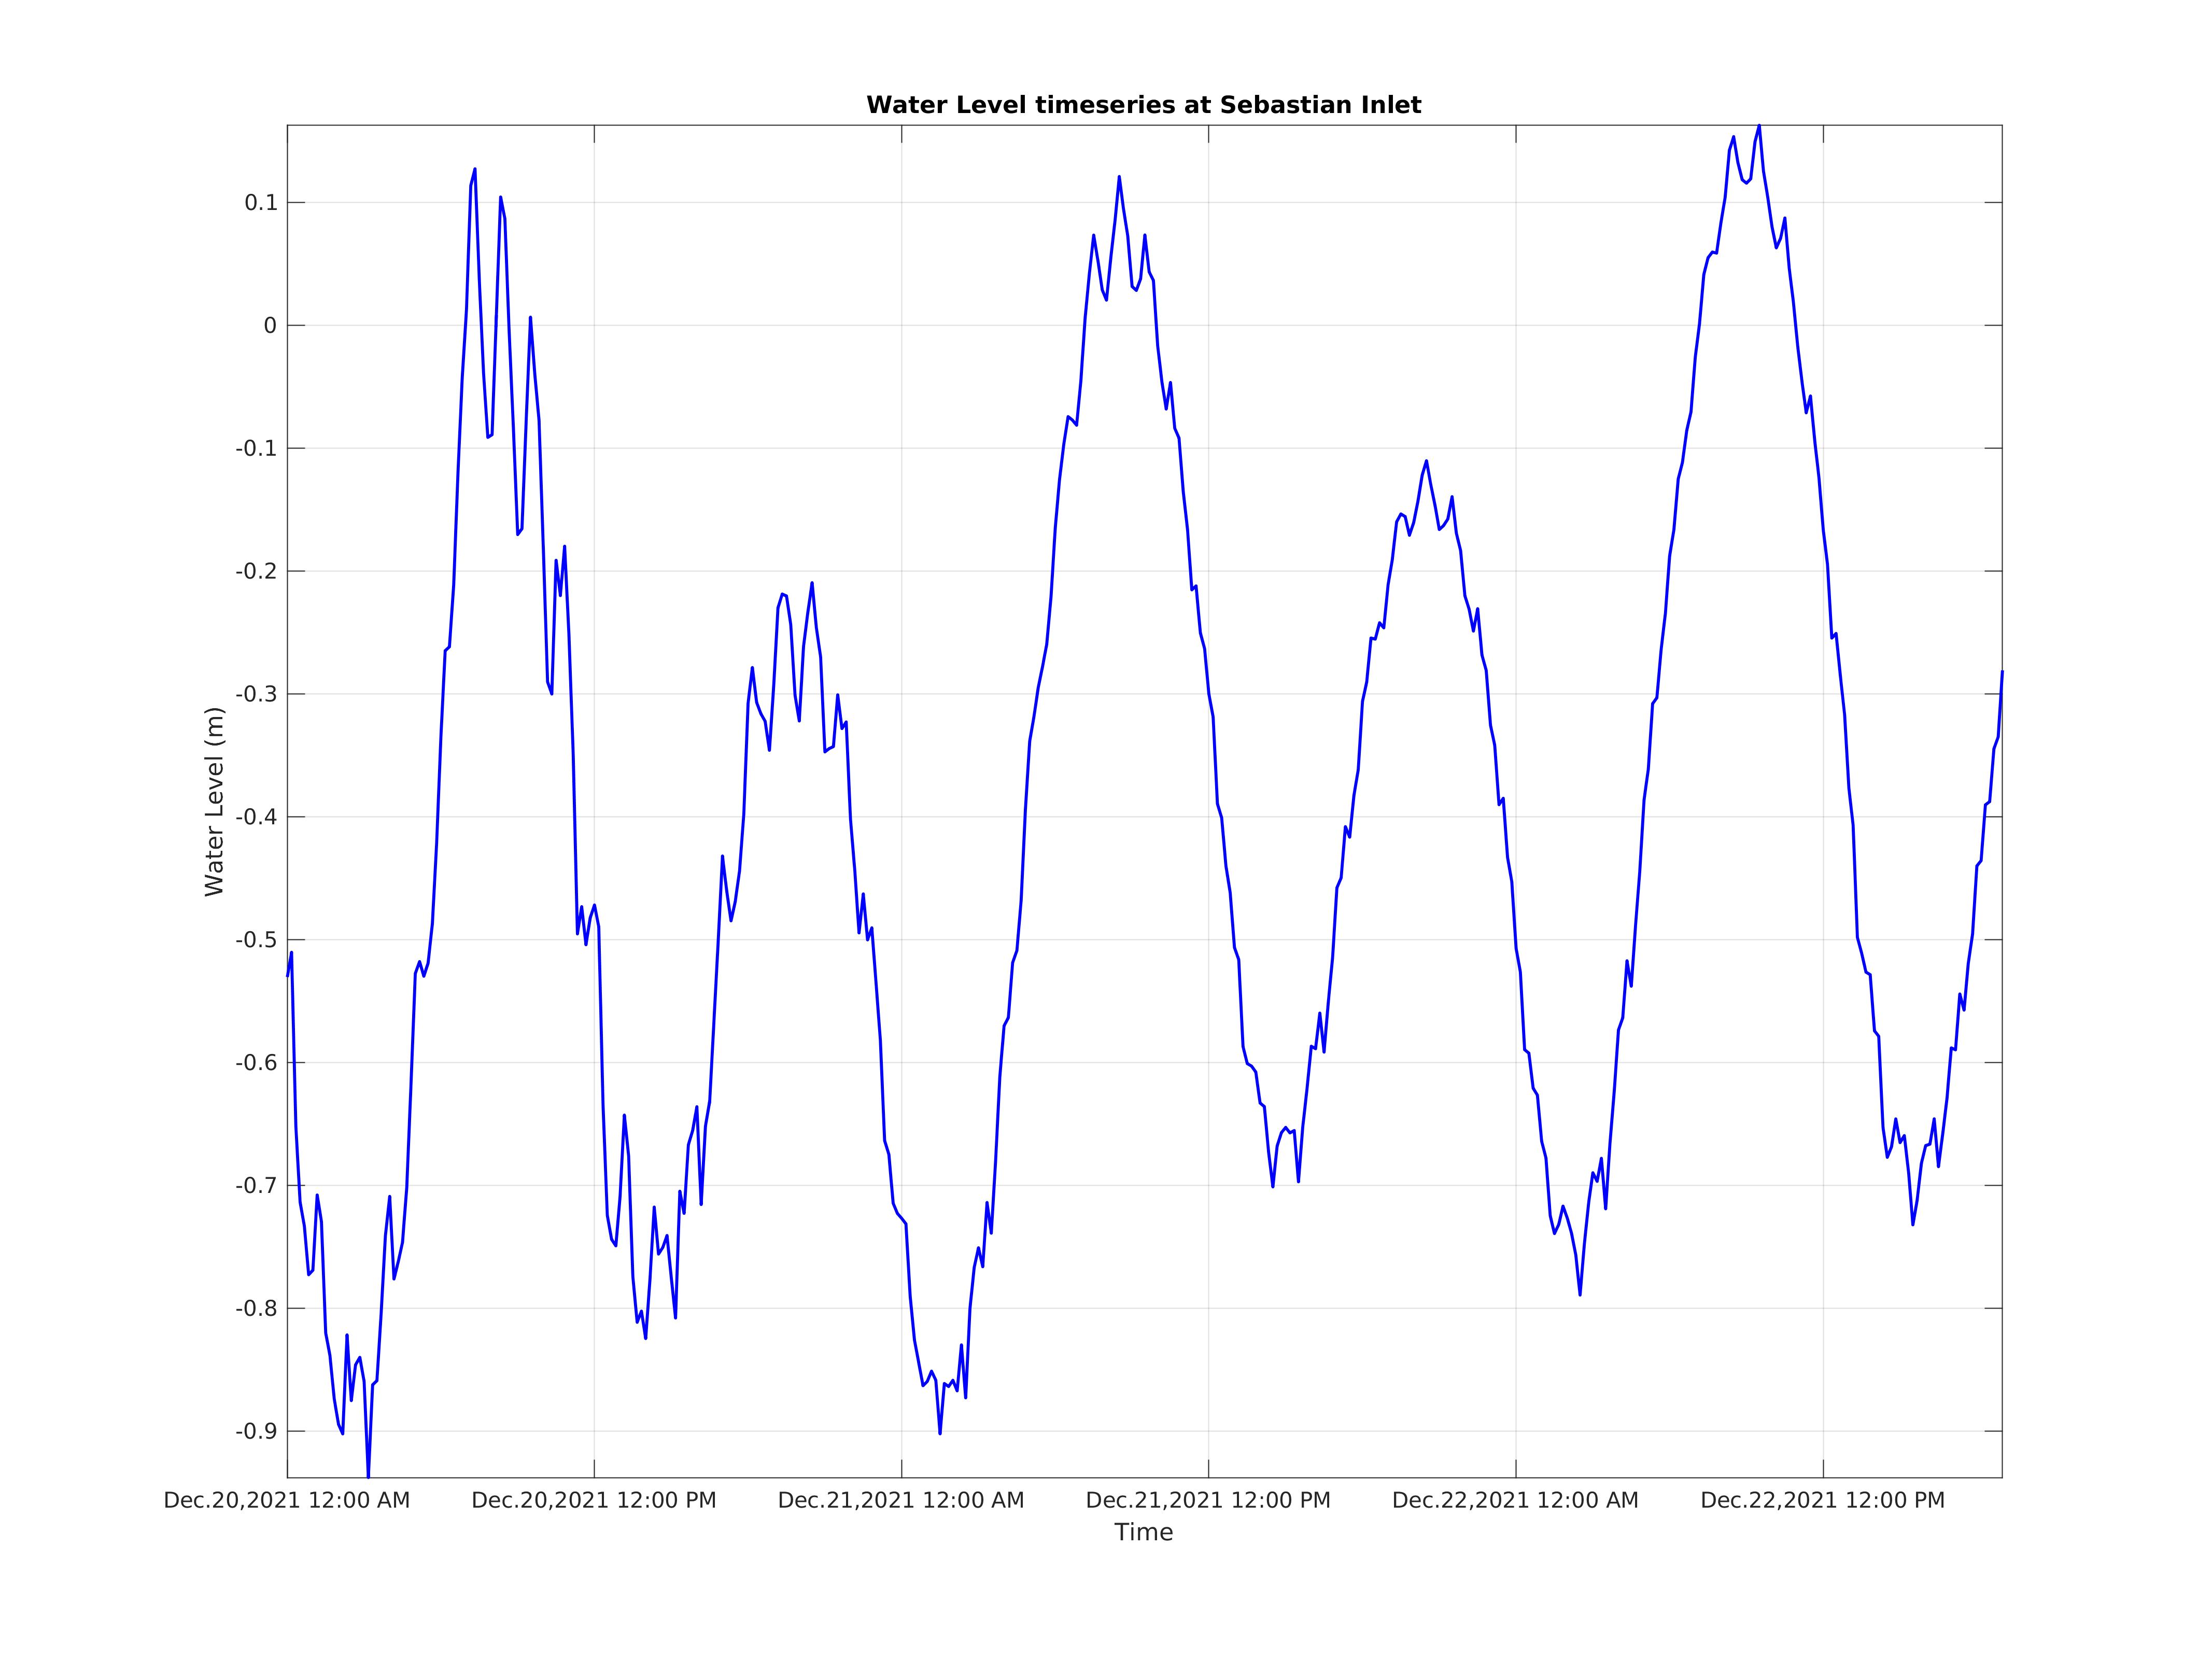 Water Level timeseries at Sebastian Inlet
0.1
0
-0.1
-0.2
-0.3
-0.4
-0.5
-0.6
-0.7
-0.8
-0.9
Water Level (m)
Dec.20,2021 12:00 AM
Dec.20,2021 12:00 PM
Dec.21,2021 12:00 AM
Dec.21,2021 12:00 PM
Dec.22,2021 12:00 AM
Dec.22,2021 12:00 PM
Time